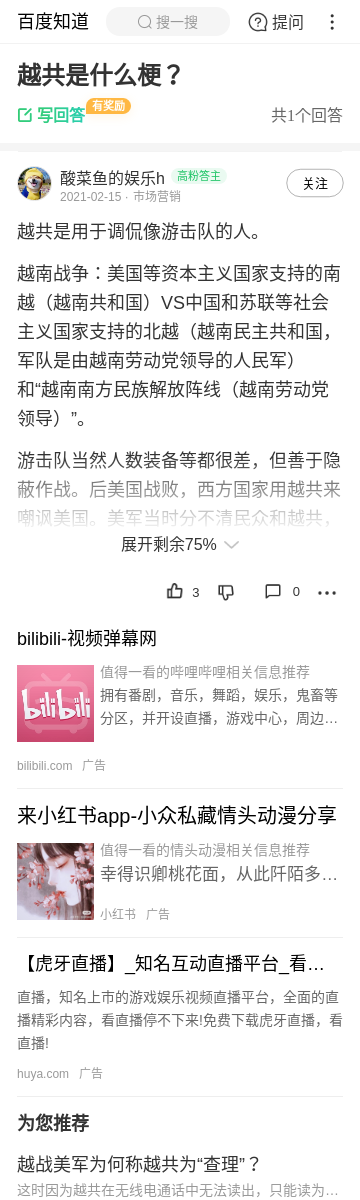 百度知道
搜一搜
提问
越共是什么梗？
写回答
有奖励
共1个回答
酸菜鱼的娱乐h 高粉答主
2021-02-15 · 市场营销
关注
越共是用于调侃像游击队的人。
越南战争：美国等资本主义国家支持的南
越（越南共和国）VS中国和苏联等社会
主义国家支持的北越（越南民主共和国，
军队是由越南劳动党领导的人民军）
和“越南南方民族解放阵线（越南劳动党
领导）”。
游击队当然人数装备等都很差，但善于隐
蔽作战。后美国战败，西方国家用越共来
嘲讽美国。美军当时分不清民众和越共，
展开剩余75%
3
0
bilibili-视频弹幕网
bilibili
值得一看的哔哩哔哩相关信息推荐
拥有番剧，音乐，舞蹈，娱乐，鬼畜等
分区，并开设直播，游戏中心，周边…
bilibili.com 广告
来小红书app-小众私藏情头动漫分享
值得一看的情头动漫相关信息推荐
幸得识卿桃花面，从此阡陌多…
小红书 广告
【虎牙直播】_知名互动直播平台_看…
直播，知名上市的游戏娱乐视频直播平台，全面的直
播精彩内容，看直播停不下来!免费下载虎牙直播，看
直播!
huya.com 广告
为您推荐
越战美军为何称越共为“查理”？
这时因为越共在无线电通话中无法读出，只能读为…